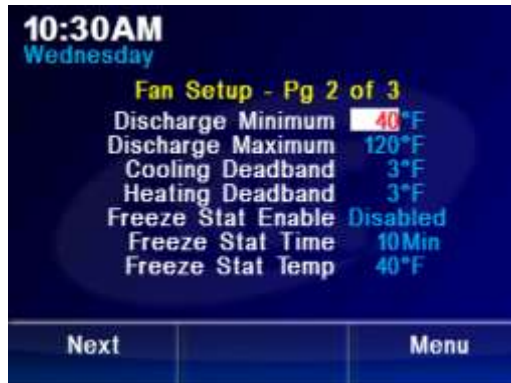 10:30AM
Wednesday
Fan Setup - Pg 2 of 3
Discharge Minimum 40°F
Discharge Maximum 120°F
Cooling Deadband 3°F
Heating Deadband 3°F
Freeze Stat Enable Disabled
Freeze Stat Time 10Min
Freeze Stat Temp 40°F
Next Menu